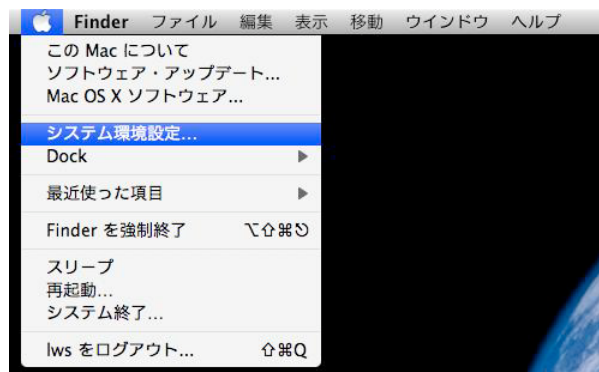 Finder ファイル 編集 表示 移動 ウインドウ ヘルプ
この Mac について
ソフトウェア・アップデート...
Mac OS X ソフトウェア...
システム環境設定...
Dock ▶
最近使った項目 ▶
Finder を強制終了 ⌥⇧⌘⎋
スリープ
再起動...
システム終了...
lws をログアウト... ⇧⌘Q